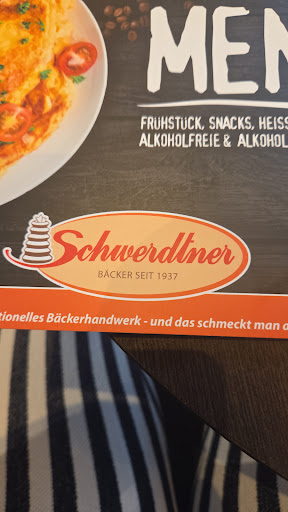 MEN
FRÜHSTÜCK, SNACKS, HEISS
ALKOHOLFREIE & ALKOHOL
Schwerdtner
BÄCKER SEIT 1937
tionelles Bäckerhandwerk - und das schmeckt man a